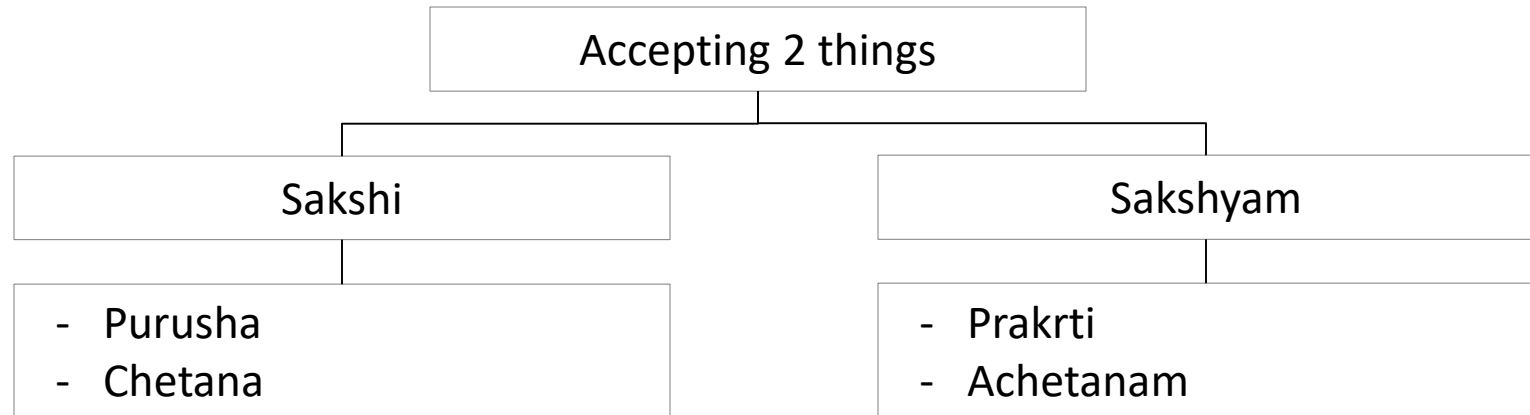 Accepting 2 things
Sakshi
Sakshyam
- Purusha
- Chetana
- Prakrti
- Achetanam